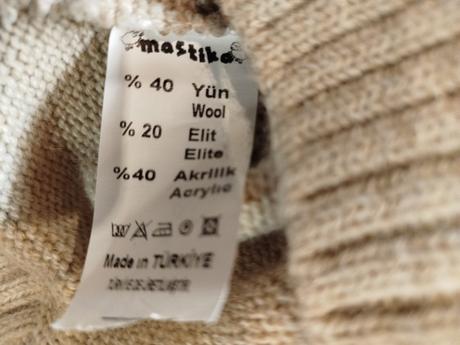 mastika
% 40 Yün
Wool
% 20 Elit
Elite
%40 Akrilik
Acrylic
Made in TÜRKİYE